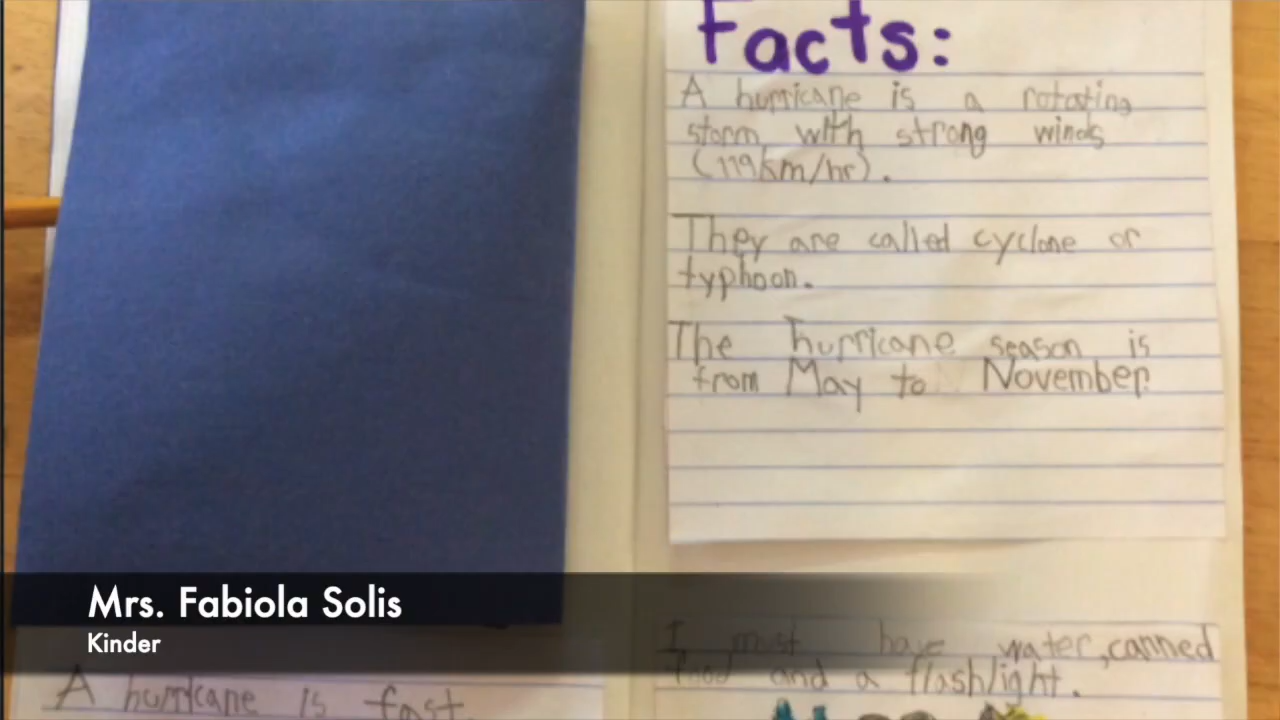 Facts:
A hurricane is a rotating
storm with strong winds
(119km/hr).
They are called cyclone or
typhoon.
The hurricane season is
from May to November.
Mrs. Fabiola Solis
Kinder
I must have water, canned
food and a flashlight.
A hurricane is fast.